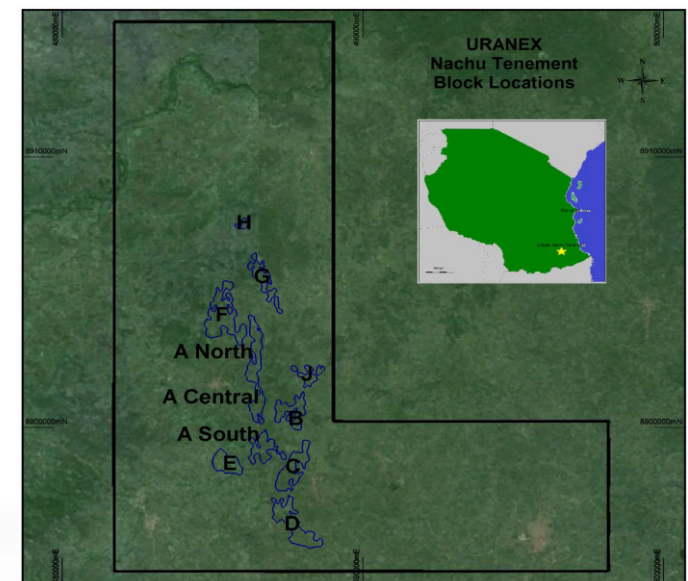 URANEX
Nachu Tenement
Block Locations
N
W
E
S
8910000mN
8910000mN
H
G
F
A North
J
A Central
B
A South
8900000mN
8900000mN
E
C
D